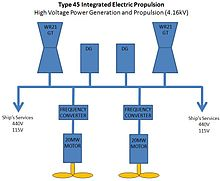 Type 45 Integrated Electric Propulsion
High Voltage Power Generation and Propulsion (4.16kV)
WR21
GT
DG
DG
WR21
GT
Ship's Services
440V
115V
FREQUENCY
CONVERTER
FREQUENCY
CONVERTER
Ship's Services
440V
115V
20MW
MOTOR
20MW
MOTOR